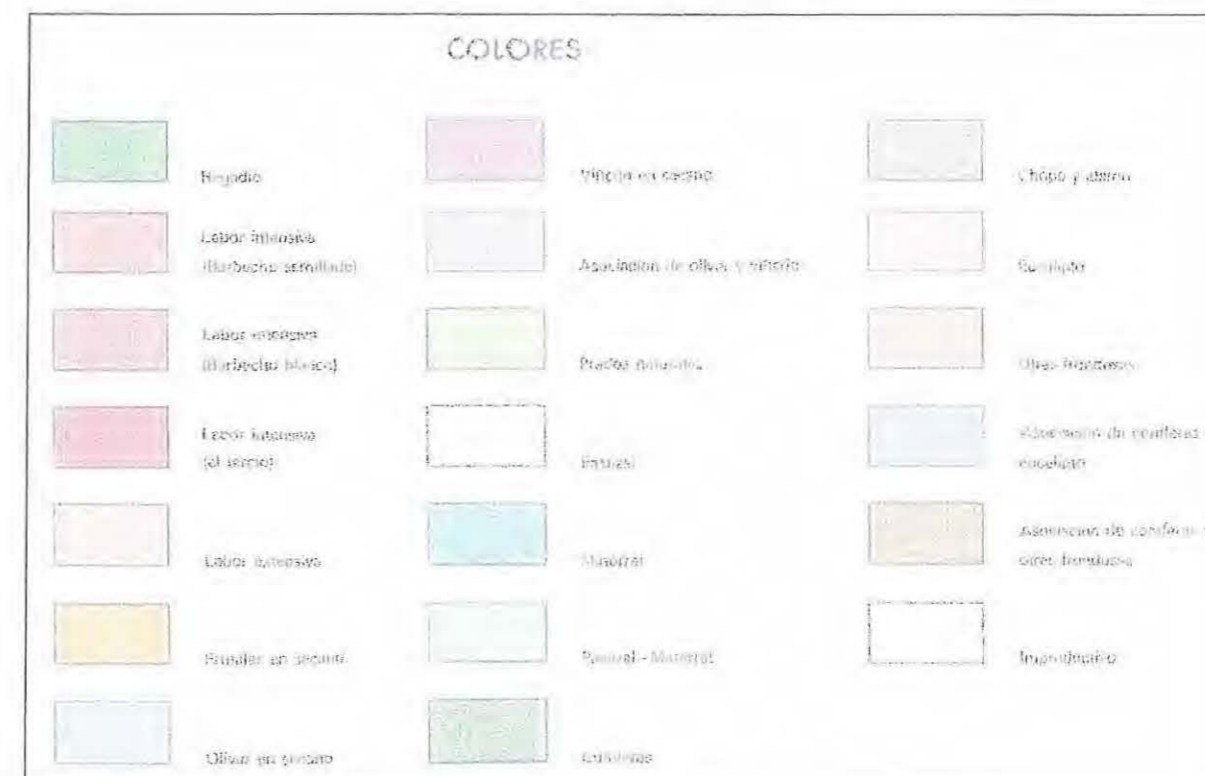 COLORES
Regadío
Labor intensiva
(Barbecho semillado)
Labor intensiva
(Barbecho blanco)
Labor intensiva
(al tercio)
Labor extensiva
Frutales en secano
Olivar en secano
Viñedo en secano
Asociación de olivar y viñedo
Prados naturales
Pastizal
Matorral
Pastizal - Matorral
Coníferas
Chopo y álamo
Eucalipto
Otras frondosas
Asociación de coníferas
eucalipto
Asociación de coníferas
otras frondosas
Improductivo